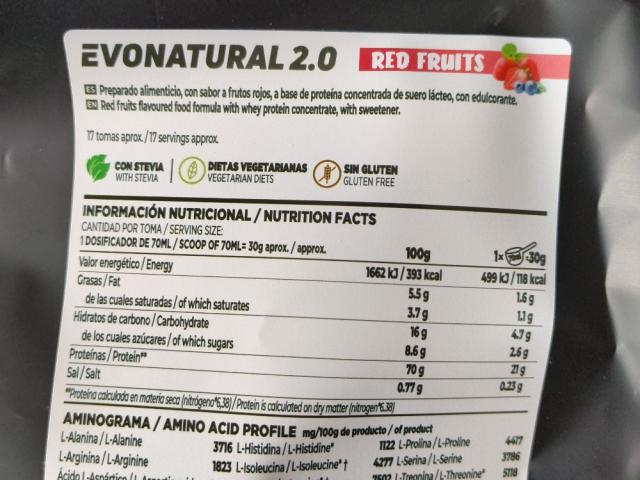 EVONATURAL 2.0 RED FRUITS
ES Preparado alimenticio, con sabor a frutos rojos, a base de proteína concentrada de suero lácteo, con edulcorante.
EN Red fruits flavoured food formula with whey protein concentrate, with sweetener.
17 tomas aprox. / 17 servings approx.
CON STEVIA DIETAS VEGETARIANAS SIN GLUTEN
WITH STEVIA VEGETARIAN DIETS GLUTEN FREE
INFORMACIÓN NUTRICIONAL / NUTRITION FACTS
CANTIDAD POR TOMA / SERVING SIZE:
1 DOSIFICADOR DE 70ML / SCOOP OF 70ML= 30g aprox. / approx. 100g 1x =30g
Valor energético / Energy 1662 kJ / 393 kcal 499 kJ / 118 kcal
Grasas / Fat 5.5 g 1.6 g
de las cuales saturadas / of which saturates 3.7 g 1.1 g
Hidratos de carbono / Carbohydrate 16 g 4.7 g
de los cuales azúcares / of which sugars 8.6 g 2.6 g
Proteínas / Protein** 70 g 21 g
Sal / Salt 0.77 g 0.23 g
**Proteína calculada en materia seca (nitrógeno*6,38) / Protein is calculated on dry matter (nitrogen*6.38)
AMINOGRAMA / AMINO ACID PROFILE mg/100g de producto / of product
L-Alanina / L-Alanine 3716 L-Histidina / L-Histidine* 1122 L-Prolina / L-Proline 4417
L-Arginina / L-Arginine 1823 L-Isoleucina / L-Isoleucine* † 4277 L-Serina / L-Serine 3786
Ácido L-Aspártico / L-Treonina / L-Threonine* 5118